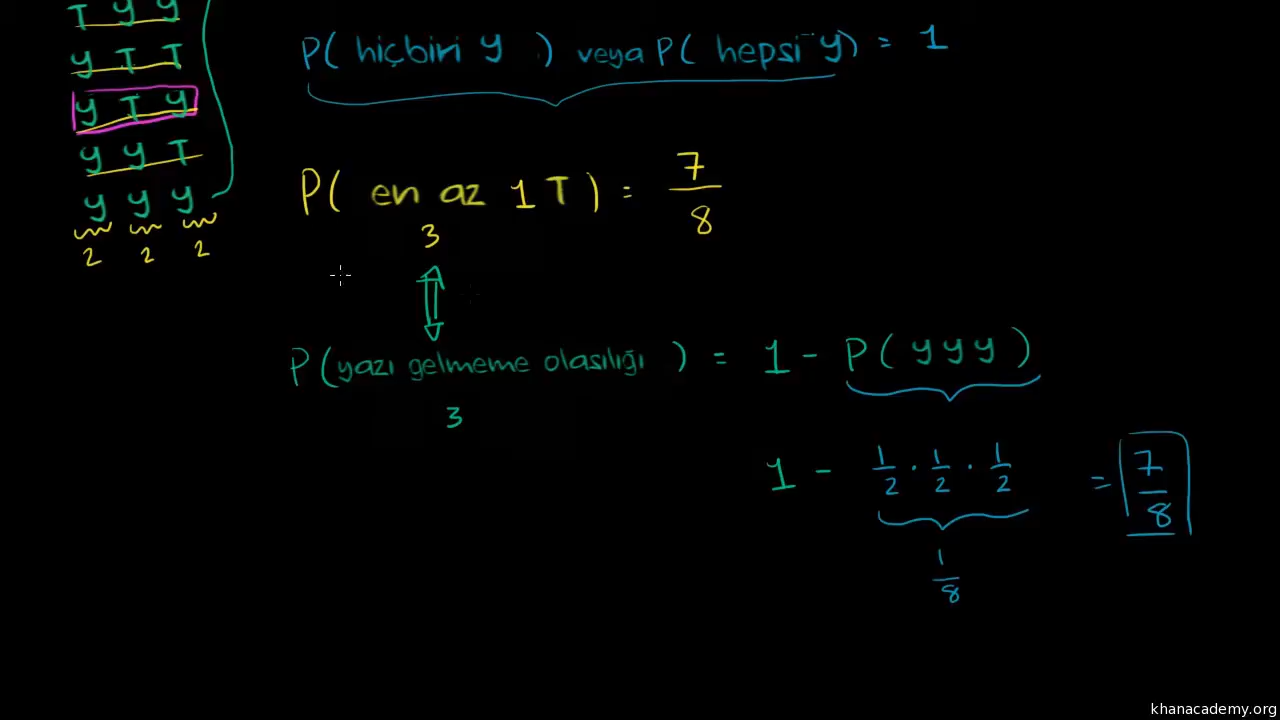 T y y
y T T
y T y
y y T
y y y
2 2 2
P( hiçbiri y ) veya P( hepsi y) = 1
P( en az 1 T ) = 7/8
3
P(yazı gelmeme olasılığı ) = 1 - P( y y y )
3
1 - 1/2 · 1/2 · 1/2 = 7/8
1/8
khanacademy.org